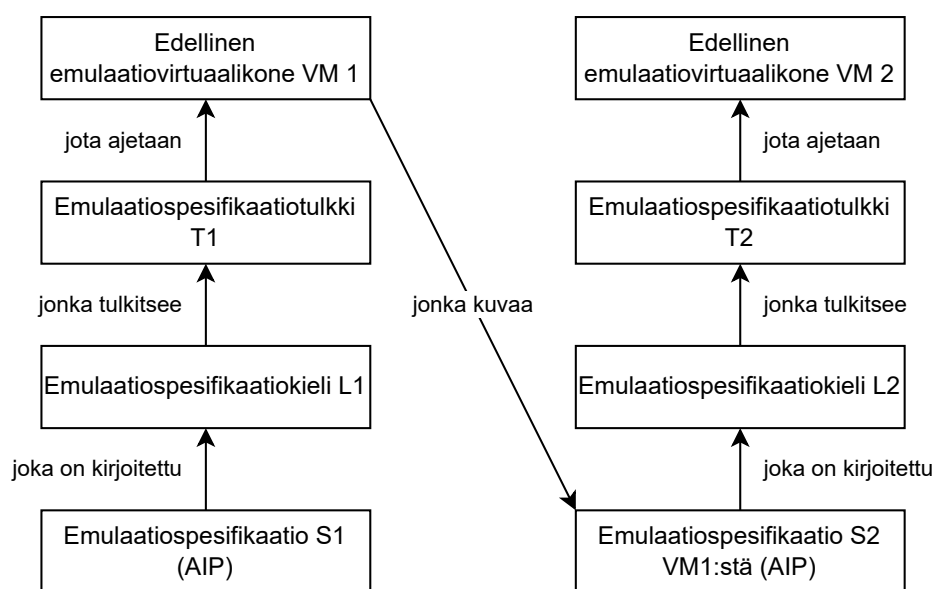 Edellinen
emulaatiovirtuaalikone VM 1
Edellinen
emulaatiovirtuaalikone VM 2
jota ajetaan
jota ajetaan
Emulaatiospesifikaatiotulkki
T1
Emulaatiospesifikaatiotulkki
T2
jonka tulkitsee
jonka kuvaa
jonka tulkitsee
Emulaatiospesifikaatiokieli L1
Emulaatiospesifikaatiokieli L2
joka on kirjoitettu
joka on kirjoitettu
Emulaatiospesifikaatio S1
(AIP)
Emulaatiospesifikaatio S2
VM1:stä (AIP)